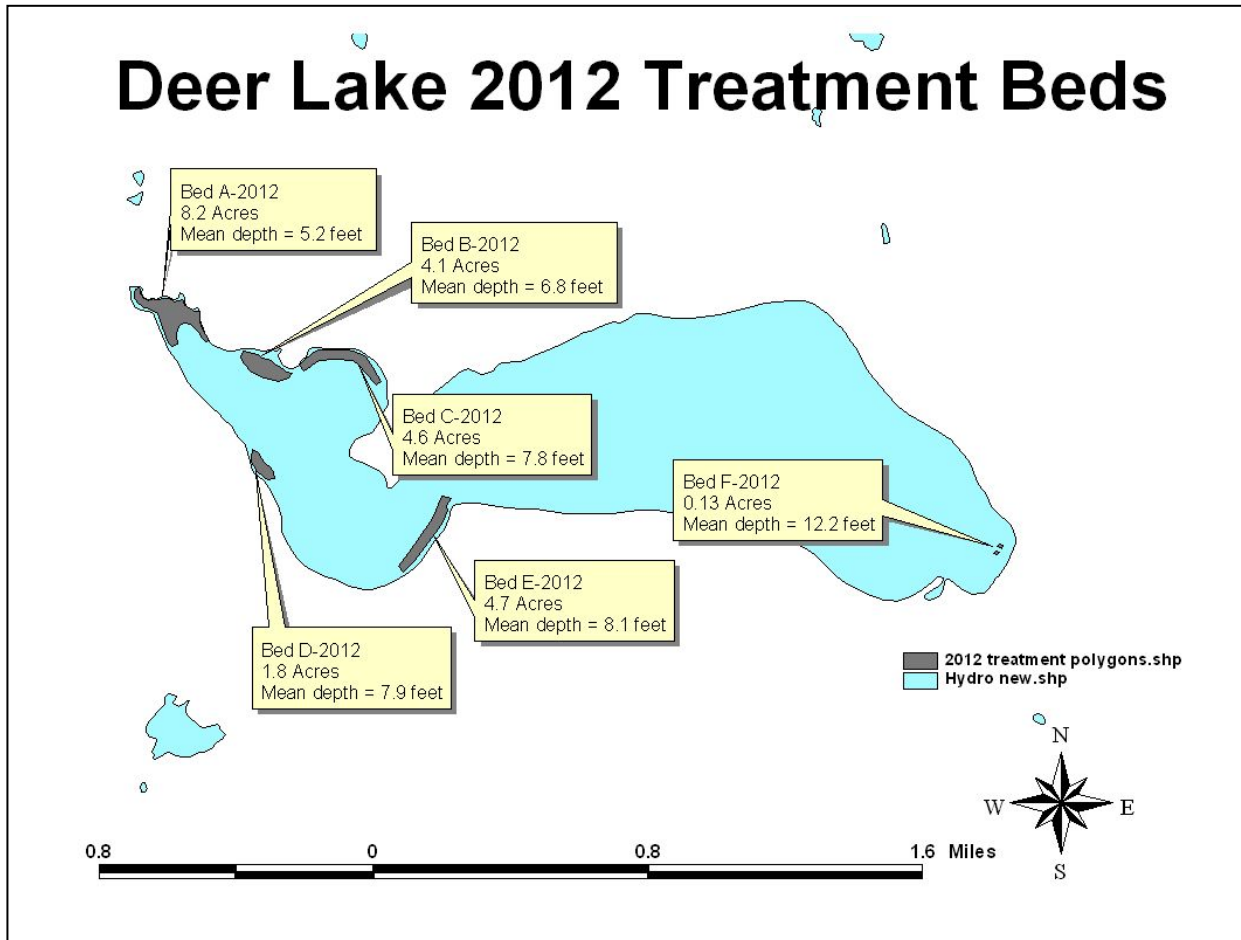 Deer Lake 2012 Treatment Beds
Bed A-2012
8.2 Acres
Mean depth = 5.2 feet
Bed B-2012
4.1 Acres
Mean depth = 6.8 feet
Bed C-2012
4.6 Acres
Mean depth = 7.8 feet
Bed F-2012
0.13 Acres
Mean depth = 12.2 feet
Bed E-2012
4.7 Acres
Mean depth = 8.1 feet
Bed D-2012
1.8 Acres
Mean depth = 7.9 feet
2012 treatment polygons.shp
Hydro new.shp
N
W
E
S
0.8 0 0.8 1.6 Miles